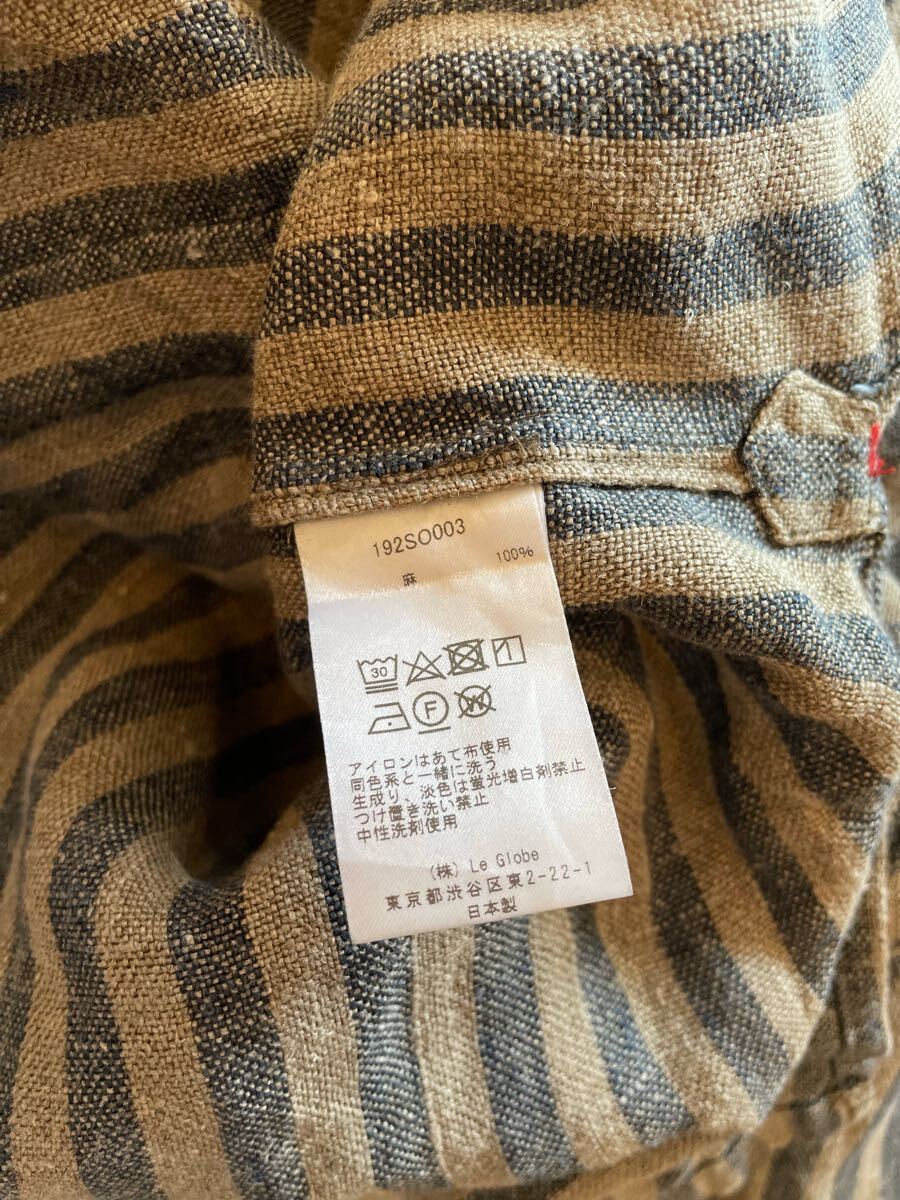 192SO003
麻 100%
30
F W
アイロンはあて布使用
同色系と一緒に洗う
生成り、淡色は蛍光増白剤禁止
つけ置き洗い禁止
中性洗剤使用
(株) Le Globe
東京都渋谷区東2-22-1
日本製